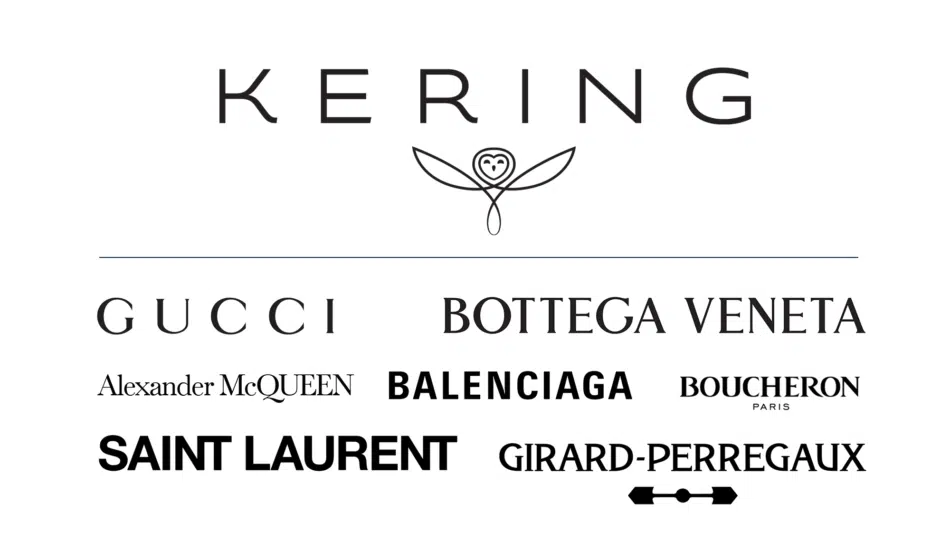 KERING
GUCCI BOTTEGA VENETA
Alexander McQUEEN BALENCIAGA BOUCHERON
PARIS
SAINT LAURENT GIRARD-PERREGAUX